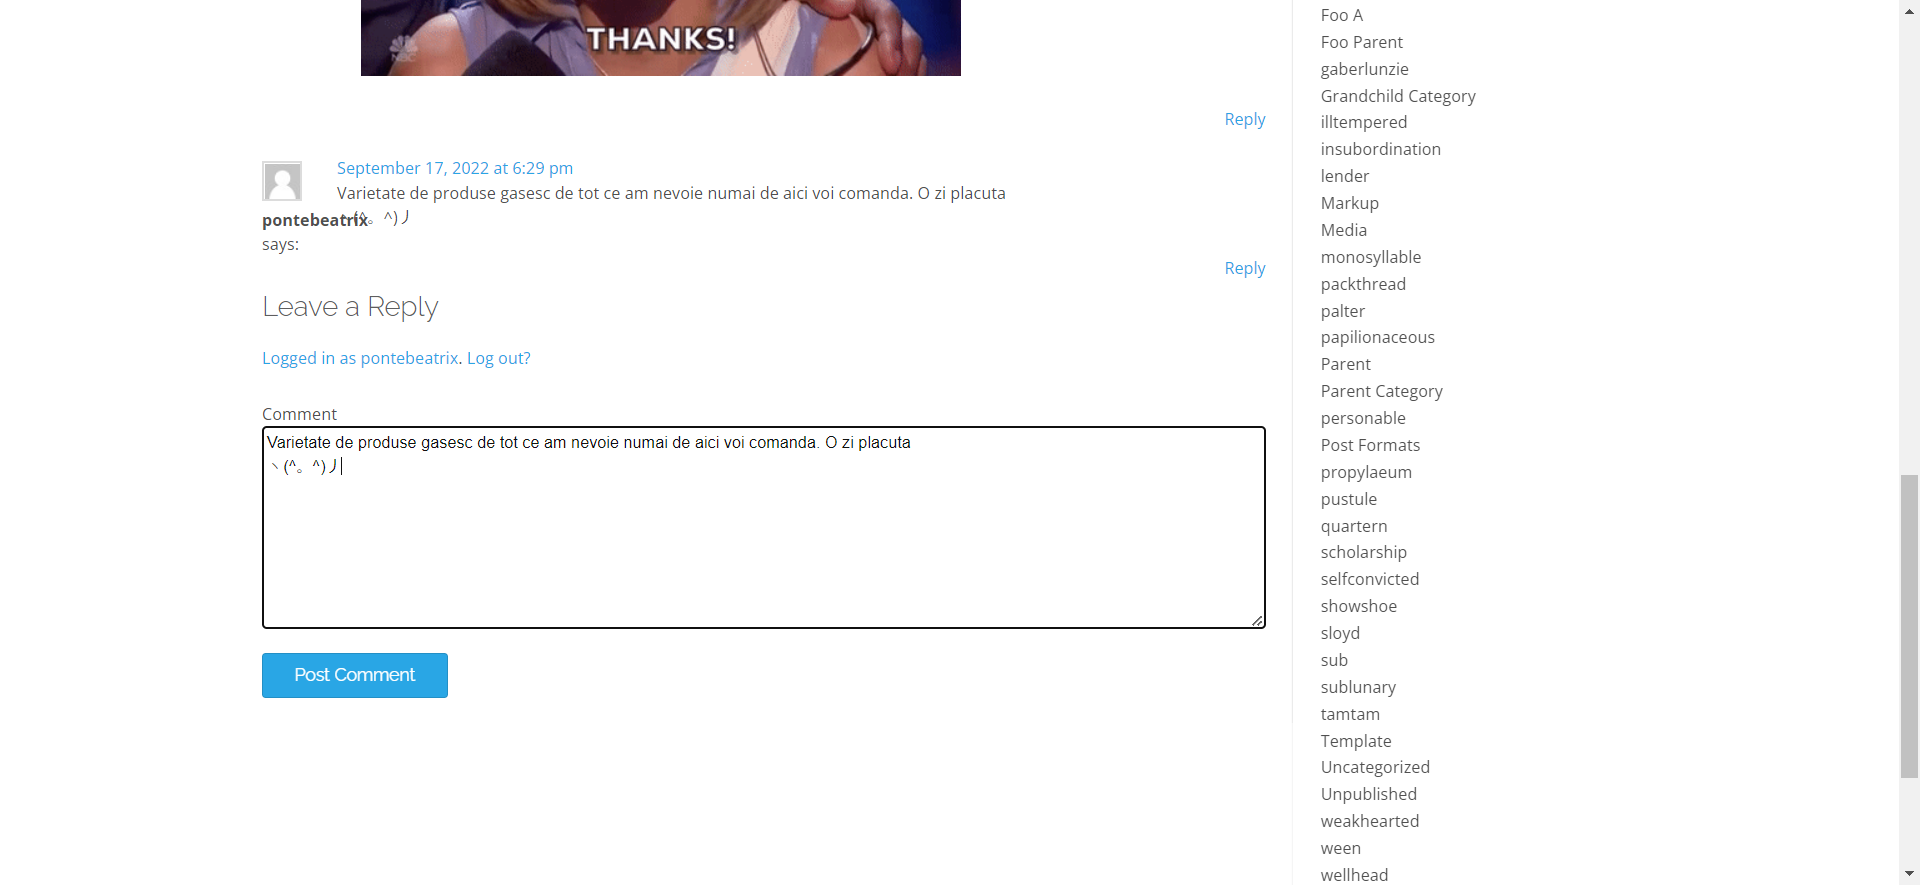 THANKS!
NBC
Reply
September 17, 2022 at 6:29 pm
Varietate de produse gasesc de tot ce am nevoie numai de aici voi comanda. O zi placuta
ヽ(^。^)丿
pontebeatrix
says:
Reply
Leave a Reply
Logged in as pontebeatrix. Log out?
Comment
Varietate de produse gasesc de tot ce am nevoie numai de aici voi comanda. O zi placuta
ヽ(^。^)丿
Post Comment
Foo A
Foo Parent
gaberlunzie
Grandchild Category
illtempered
insubordination
lender
Markup
Media
monosyllable
packthread
palter
papilionaceous
Parent
Parent Category
personable
Post Formats
propylaeum
pustule
quartern
scholarship
selfconvicted
showshoe
sloyd
sub
sublunary
tamtam
Template
Uncategorized
Unpublished
weakhearted
ween
wellhead